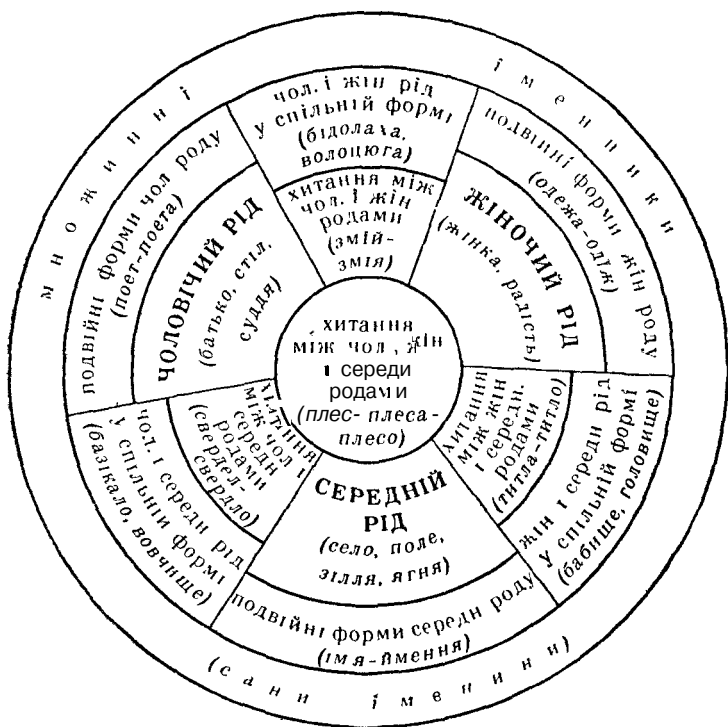 множинні іменники
чол. і жін рід
у спільній формі
(бідолаха,
волоцюга)
хитання між
чол. і жін
родами
(змій-
змія)
подвійні форми чол роду
(поет-поета)
ЧОЛОВІЧИЙ РІД
(батько, стіл,
суддя)
подвійні форми жін роду
(одежа-одіж)
ЖІНОЧИЙ РІД
(жінка, радість)
хитання
між чол, жін
і середн
родами
(плес- плеса-
плесо)
чол. і середн рід
у спільній формі
(базікало, вовчище)
хитання
між чол і
середн
родами
(свердел-
свердло)
СЕРЕДНІЙ
РІД
(село, поле,
зілля, ягня)
подвійні форми середн роду
(імя-ймення)
хитання
між жін
і середн.
родами
(титла-титло)
жін і середн рід
у спільній формі
(бабище, головище)
(сани іменини)